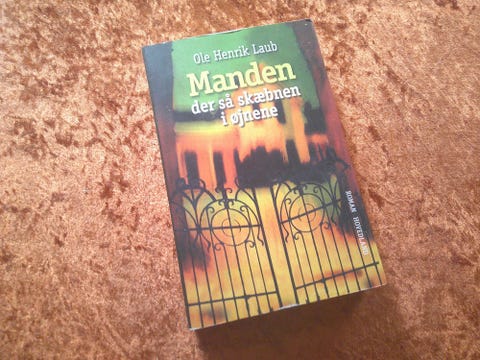 Ole Henrik Laub
Manden
der så skæbnen
i øjnene
ROMAN HOVEDLAND